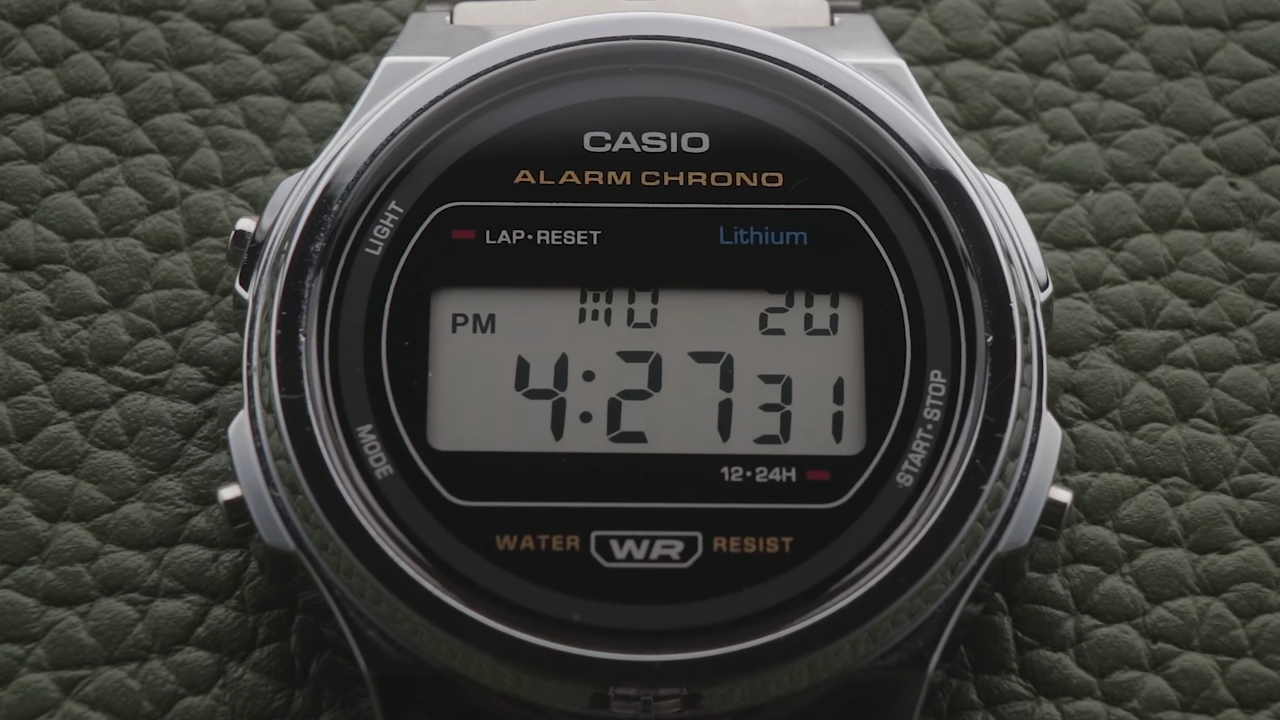 CASIO
ALARM CHRONO
LIGHT
LAP•RESET Lithium
PM MO 20
4:27 31
MODE
START•STOP
12•24H
WATER WR RESIST